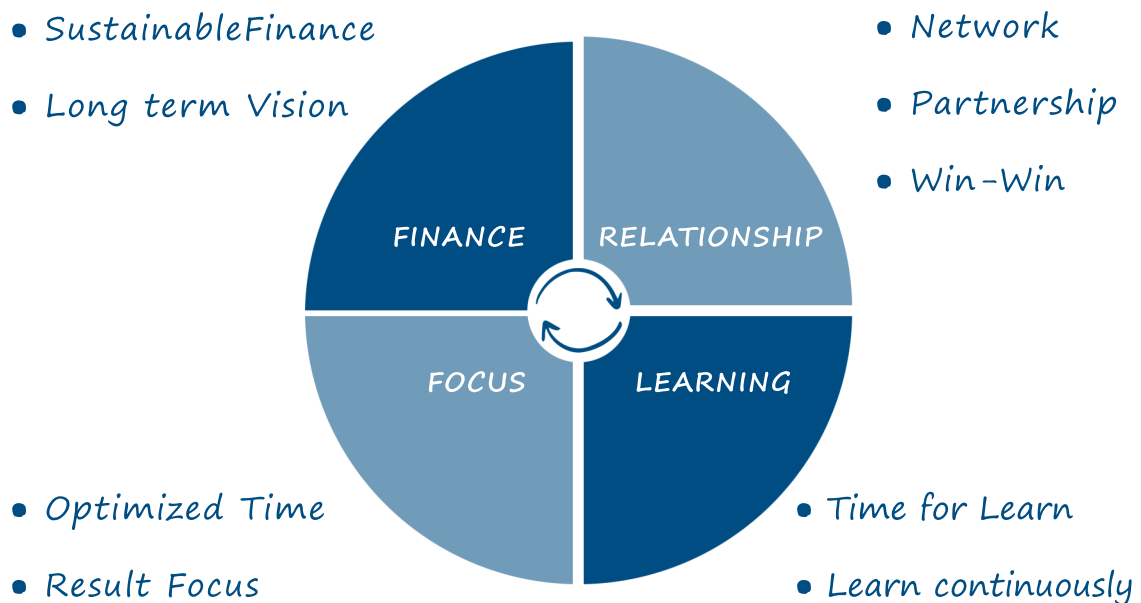 • SustainableFinance
• Long term Vision
• Network
• Partnership
• Win-Win
FINANCE
RELATIONSHIP
FOCUS
LEARNING
• Optimized Time
• Result Focus
• Time for Learn
• Learn continuously